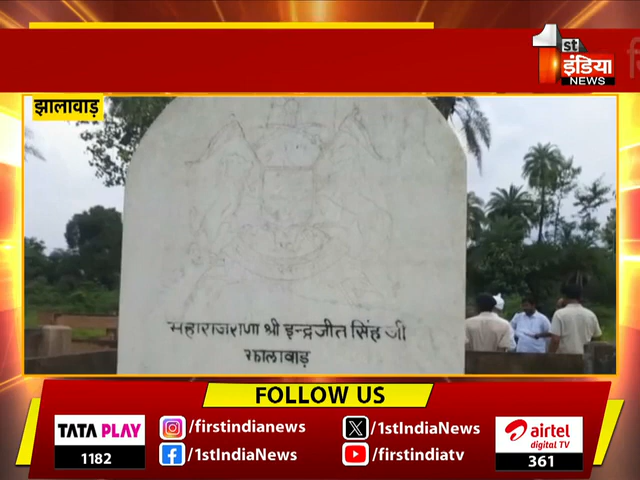 1st
इंडिया
NEWS
झालावाड़
महाराजराणा श्री इन्द्रजीत सिंह जी
झालावाड़
FOLLOW US
TATA PLAY
1182
/firstindianews
/1stIndiaNews
/1stIndiaNews
/firstindiatv
airtel
digital TV
361